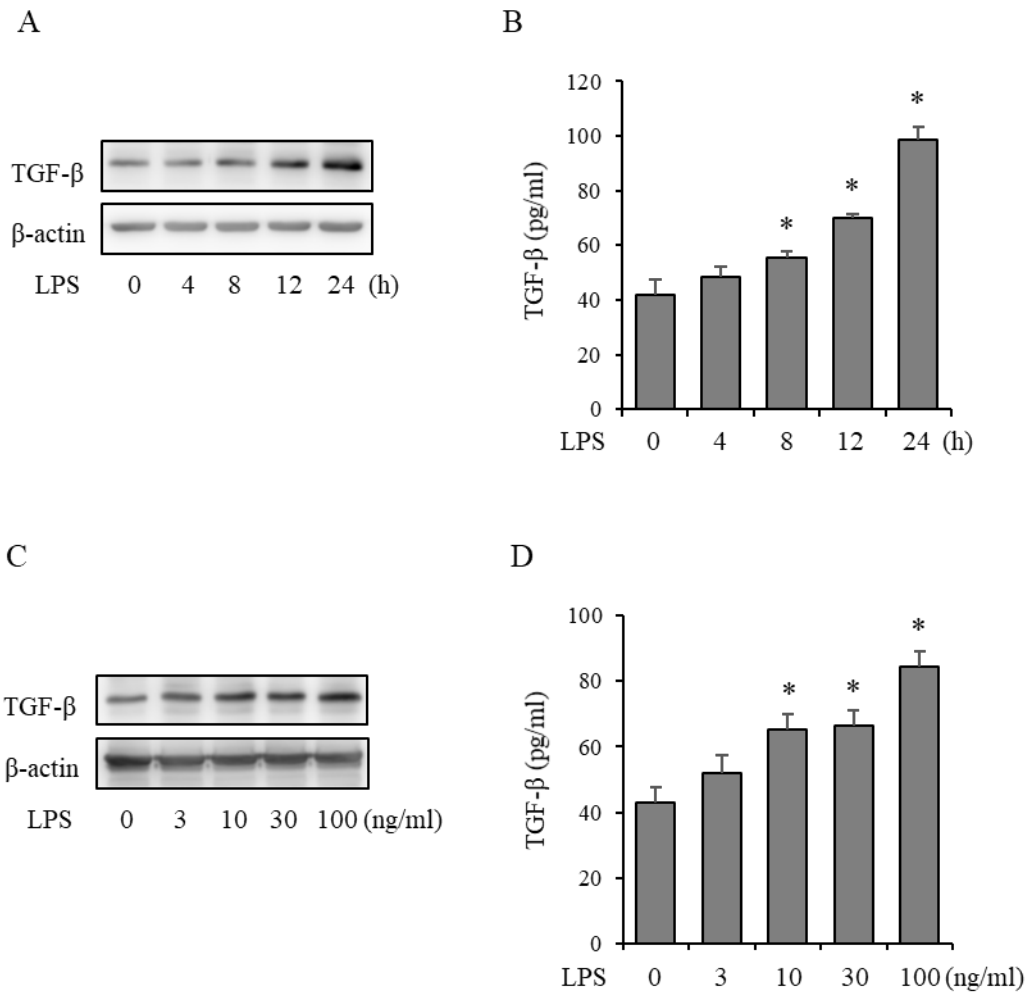 A
TGF-β
β-actin
LPS 0 4 8 12 24 (h)
B
TGF-β (pg/ml)
120
100
80
60
40
20
0
* * *
LPS 0 4 8 12 24 (h)
C
TGF-β
β-actin
LPS 0 3 10 30 100 (ng/ml)
D
TGF-β (pg/ml)
100
80
60
40
20
0
* * *
LPS 0 3 10 30 100 (ng/ml)